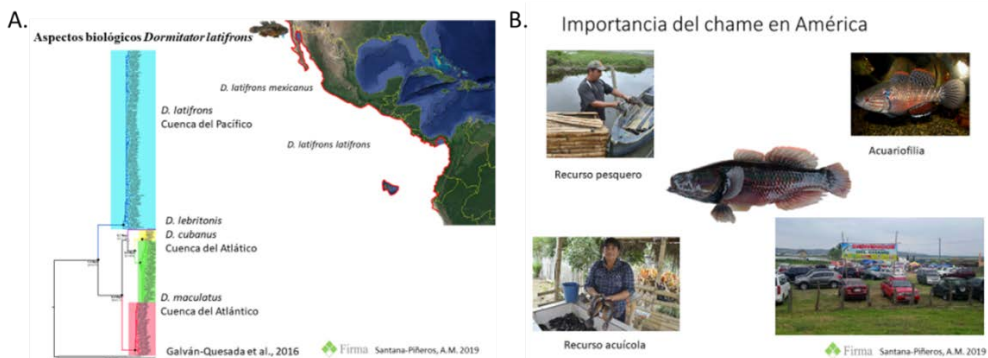 A.
Aspectos biológicos Dormitator latifrons
D. latifrons mexicanus
D. latifrons
Cuenca del Pacífico
D. latifrons latifrons
D. lebritonis
D. cubanus
Cuenca del Atlático
D. maculatus
Cuenca del Atlántico
Galván-Quesada et al., 2016
Firma
Santana-Piñeros, A.M. 2019
B.
Importancia del chame en América
Recurso pesquero
Acuariofilia
Recurso acuícola
Firma
Santana-Piñeros, A.M. 2019